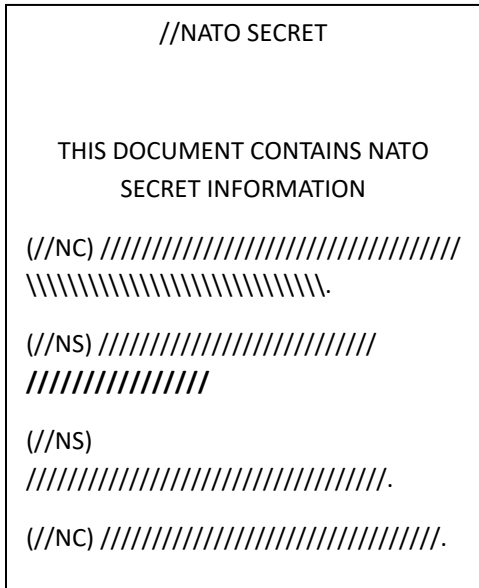 //NATO SECRET
THIS DOCUMENT CONTAINS NATO
SECRET INFORMATION
(//NC) ///////////////////////////////////
\\\\\\\\\\\\\\\\\\\\\\\\\\\\\.
(//NS) ///////////////////////////
////////////////
(//NS)
///////////////////////////////////.
(//NC) /////////////////////////////////.